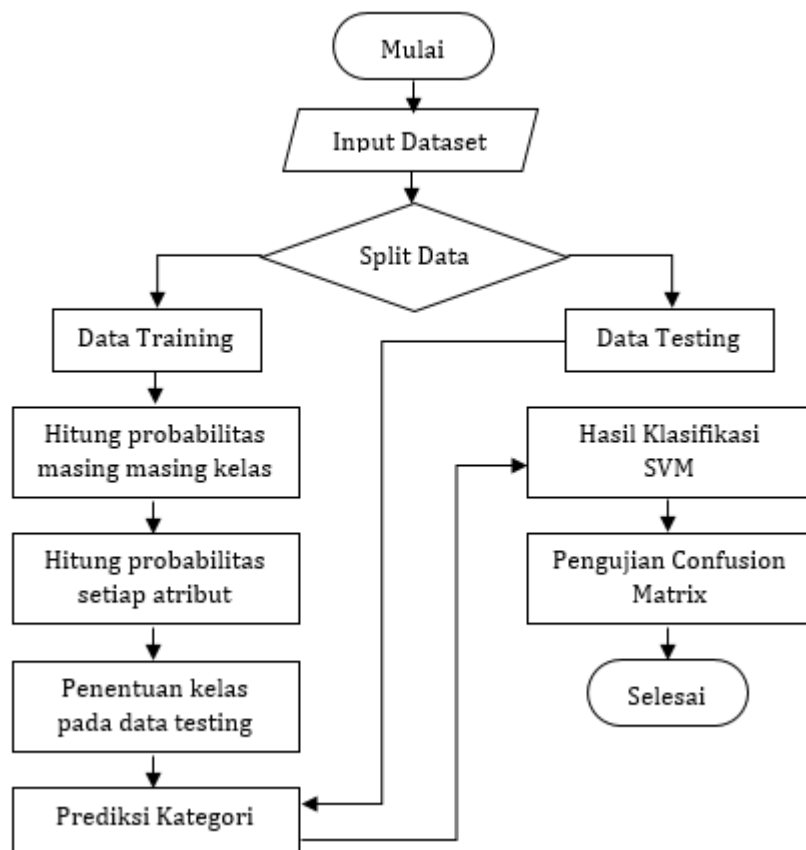 Mulai
Input Dataset
Split Data
Data Training
Data Testing
Hitung probabilitas
masing masing kelas
Hitung probabilitas
setiap atribut
Penentuan kelas
pada data testing
Prediksi Kategori
Hasil Klasifikasi
SVM
Pengujian Confusion
Matrix
Selesai